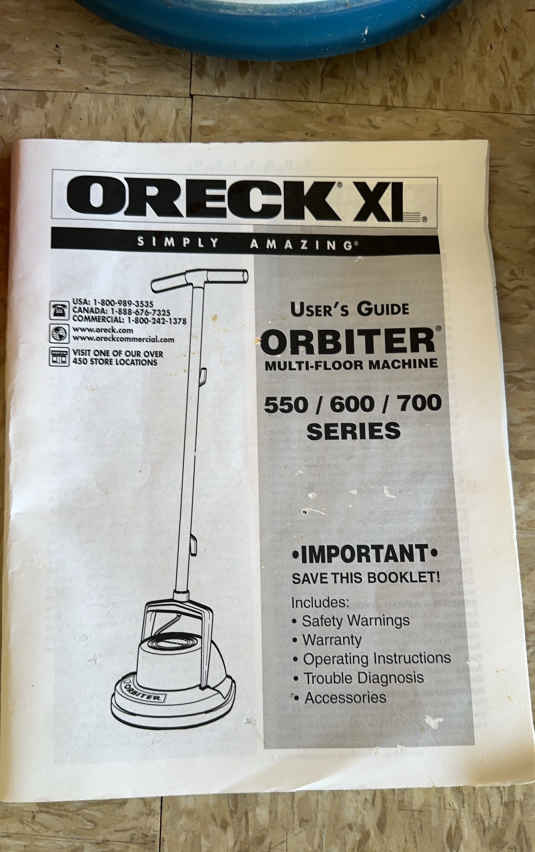 ORECK® XL®
SIMPLY AMAZING®
USA: 1-800-989-3535
CANADA: 1-888-676-7325
COMMERCIAL: 1-800-242-1378
www.oreck.com
www.oreckcommercial.com
VISIT ONE OF OUR OVER
450 STORE LOCATIONS
USER'S GUIDE
ORBITER®
MULTI-FLOOR MACHINE
550 / 600 / 700
SERIES
•IMPORTANT•
SAVE THIS BOOKLET!
Includes:
• Safety Warnings
• Warranty
• Operating Instructions
• Trouble Diagnosis
• Accessories
ORBITER